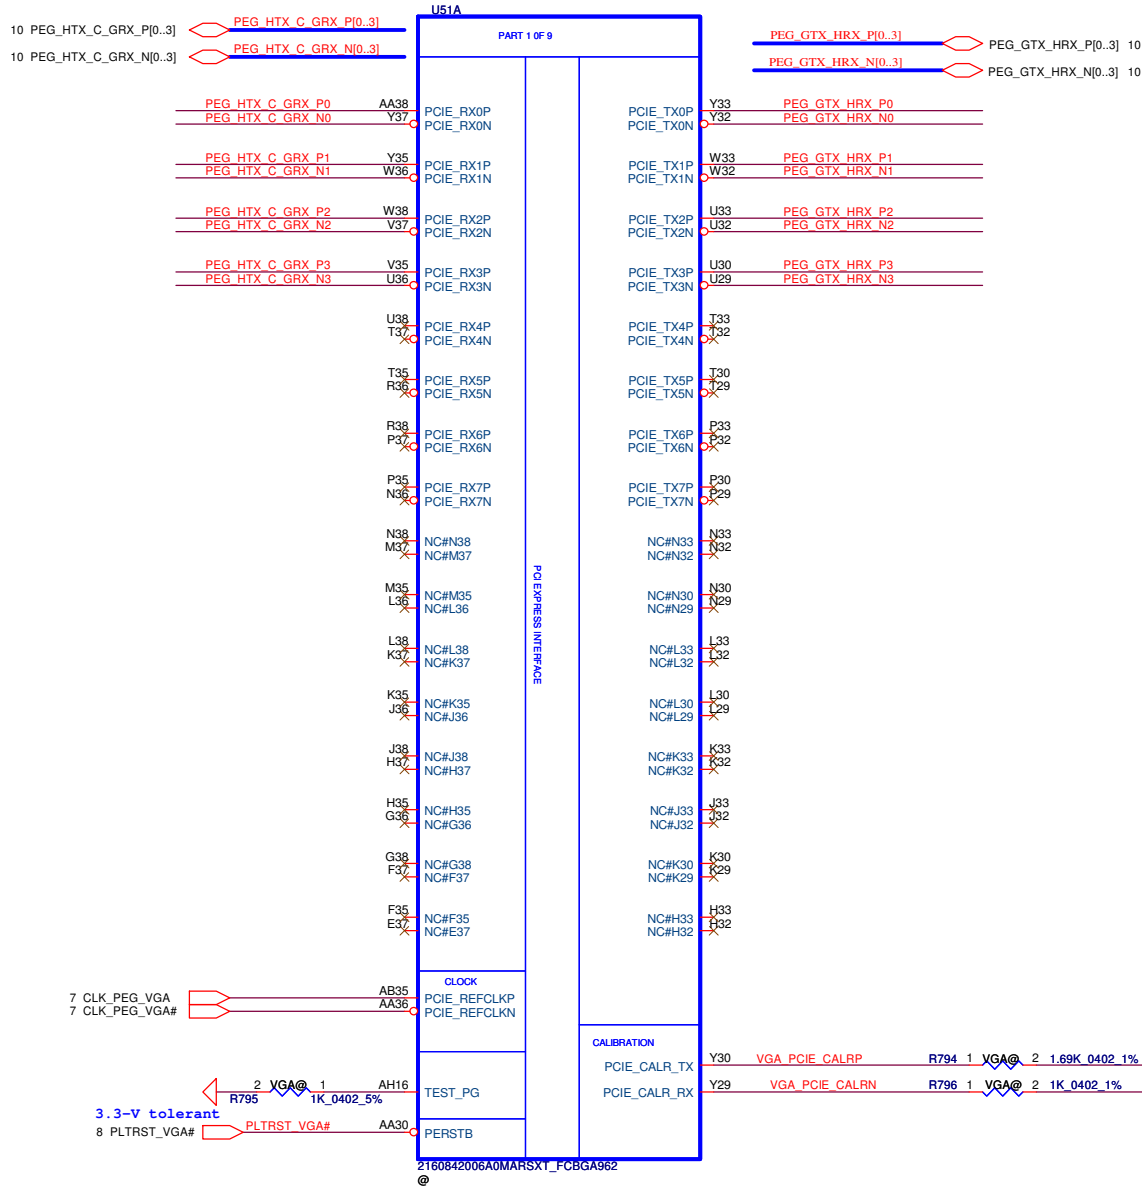 U51A
10 PEG_HTX_C_GRX_P[0..3] PEG_HTX_C_GRX_P[0..3]
PART 1 0F 9
PEG_GTX_HRX_P[0..3] PEG_GTX_HRX_P[0..3] 10
10 PEG_HTX_C_GRX_N[0..3] PEG_HTX_C_GRX_N[0..3]
PEG_GTX_HRX_N[0..3] PEG_GTX_HRX_N[0..3] 10
PEG_HTX_C_GRX_P0 AA38 PCIE_RX0P PCIE_TX0P Y33 PEG_GTX_HRX_P0
PEG_HTX_C_GRX_N0 Y37 PCIE_RX0N PCIE_TX0N Y32 PEG_GTX_HRX_N0
PEG_HTX_C_GRX_P1 Y35 PCIE_RX1P PCIE_TX1P W33 PEG_GTX_HRX_P1
PEG_HTX_C_GRX_N1 W36 PCIE_RX1N PCIE_TX1N W32 PEG_GTX_HRX_N1
PEG_HTX_C_GRX_P2 W38 PCIE_RX2P PCIE_TX2P U33 PEG_GTX_HRX_P2
PEG_HTX_C_GRX_N2 V37 PCIE_RX2N PCIE_TX2N U32 PEG_GTX_HRX_N2
PEG_HTX_C_GRX_P3 V35 PCIE_RX3P PCIE_TX3P U30 PEG_GTX_HRX_P3
PEG_HTX_C_GRX_N3 U36 PCIE_RX3N PCIE_TX3N U29 PEG_GTX_HRX_N3
U38 PCIE_RX4P PCIE_TX4P T33
T37 PCIE_RX4N PCIE_TX4N T32
T35 PCIE_RX5P PCIE_TX5P T30
R36 PCIE_RX5N PCIE_TX5N T29
R38 PCIE_RX6P PCIE_TX6P P33
P37 PCIE_RX6N PCIE_TX6N P32
P35 PCIE_RX7P PCIE_TX7P P30
N36 PCIE_RX7N PCIE_TX7N P29
N38 NC#N38 NC#N33 N33
M37 NC#M37 NC#N32 N32
PCI EXPRESS INTERFACE
M35 NC#M35 NC#N30 N30
L36 NC#L36 NC#N29 N29
L38 NC#L38 NC#L33 L33
K37 NC#K37 NC#L32 L32
K35 NC#K35 NC#L30 L30
J36 NC#J36 NC#L29 L29
J38 NC#J38 NC#K33 K33
H37 NC#H37 NC#K32 K32
H35 NC#H35 NC#J33 J33
G36 NC#G36 NC#J32 J32
G38 NC#G38 NC#K30 K30
F37 NC#F37 NC#K29 K29
F35 NC#F35 NC#H33 H33
E37 NC#E37 NC#H32 H32
CLOCK
7 CLK_PEG_VGA AB35 PCIE_REFCLKP
7 CLK_PEG_VGA# AA36 PCIE_REFCLKN
CALIBRATION
PCIE_CALR_TX Y30 VGA_PCIE_CALRP R794 1 VGA@ 2 1.69K_0402_1%
R795 2 VGA@ 1 1K_0402_5% AH16 TEST_PG PCIE_CALR_RX Y29 VGA_PCIE_CALRN R796 1 VGA@ 2 1K_0402_1%
3.3-V tolerant
8 PLTRST_VGA# PLTRST_VGA# AA30 PERSTB
2160842006A0MARSXT_FCBGA962
@